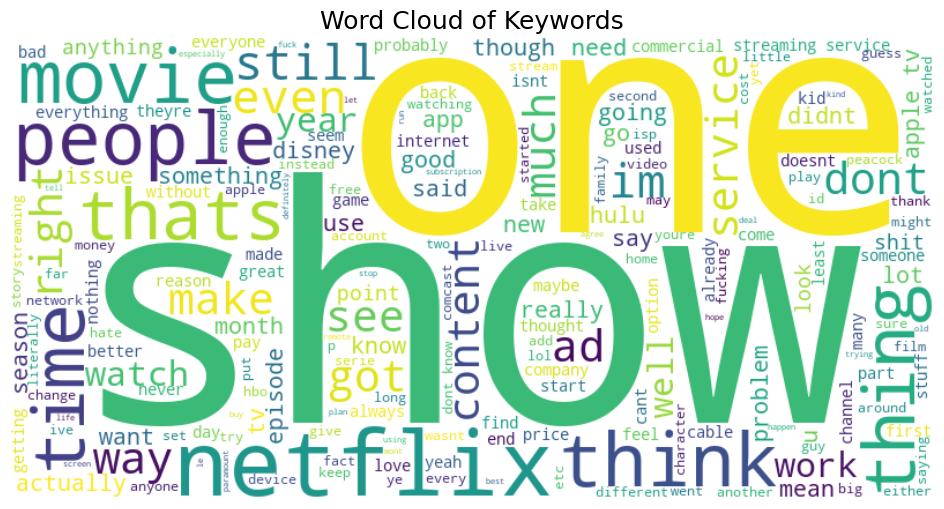 Word Cloud of Keywords
bad anything everyone especially fuck probably though need commercial streaming service
movie still one isnt little guess
everything theyre even stream cost yet watched
people year enough let back watching app much second going isp kid kind didnt apple tv
seem disney internet started go used service doesnt peacock
right issue something instead run good subscription said family im video play dont
tell without apple definitely free game use take new hulu may id thank
thats account two live youre say come might
story streaming far money made show agree home deal shit someone
network nothing reason great stop comcast maybe already fucking look least lot
time make point really option many sure old
literally hate month see know content thought ad well hope film thing
season better pay p remote serie add lol company problem trying stuff
watch never put hbo got long dont know start part
change episode always plan cant u channel around
life ive tv buy find price feel character cable guy first
getting want set day try give wasnt end happen
way netflix think work
actually anyone screen le paramount device fact keep using wont love ye yeah every best etc different went another mean big either saying